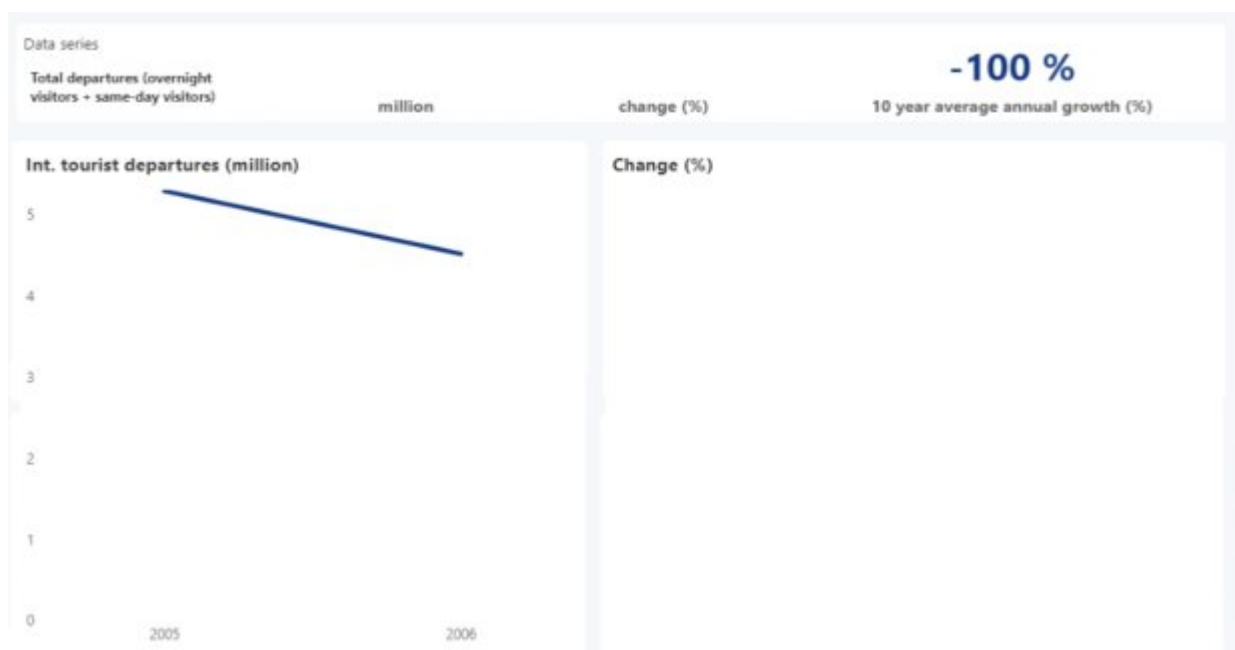 Data series
Total departures (overnight
visitors + same-day visitors)
million
change (%)
-100 %
10 year average annual growth (%)
Int. tourist departures (million)
5
4
3
2
1
0
2005
2006
Change (%)